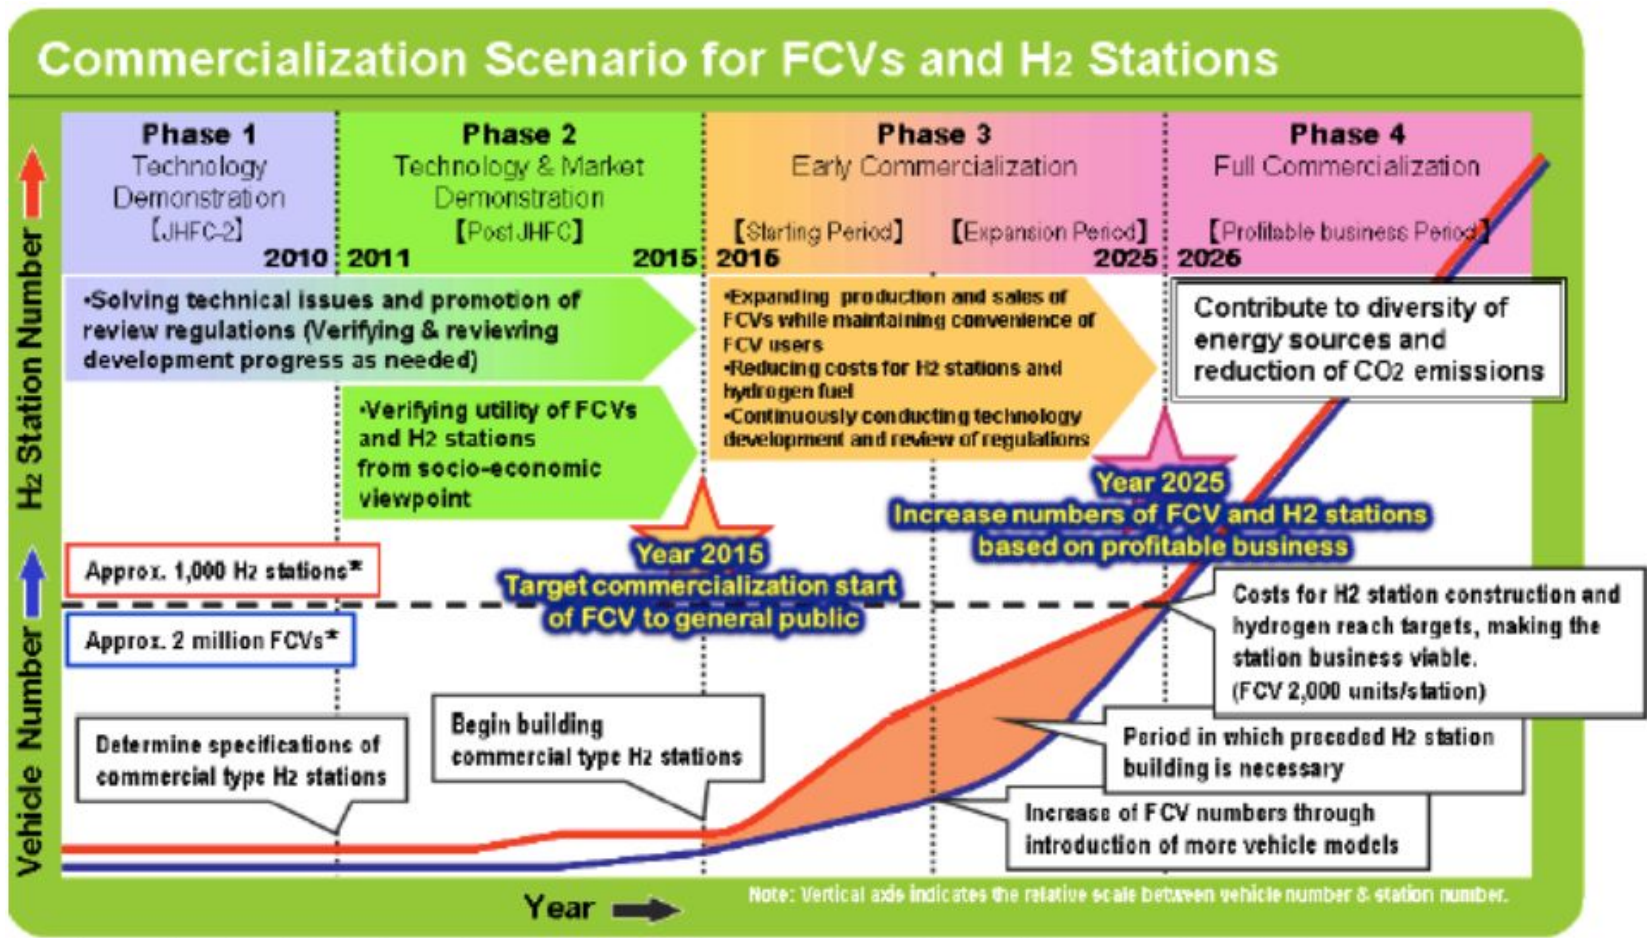 Commercialization Scenario for FCVs and H2 Stations
Phase 1
Technology
Demonstration
【JHFC-2】
2010
Phase 2
Technology & Market
Demonstration
【Post JHFC】
2011
2015
Phase 3
Early Commercialization
【Starting Period】
【Expansion Period】
2016
2025
Phase 4
Full Commercialization
【Profitable business Period】
2026
•Solving technical issues and promotion of
review regulations (Verifying & reviewing
development progress as needed)
•Verifying utility of FCVs
and H2 stations
from socio-economic
viewpoint
•Expanding production and sales of
FCVs while maintaining convenience of
FCV users
•Reducing costs for H2 stations and
hydrogen fuel
•Continuously conducting technology
development and review of regulations
Contribute to diversity of
energy sources and
reduction of CO2 emissions
Year 2015
Target commercialization start
of FCV to general public
Year 2025
Increase numbers of FCV and H2 stations
based on profitable business
Approx. 1,000 H2 stations*
Approx. 2 million FCVs*
Determine specifications of
commercial type H2 stations
Begin building
commercial type H2 stations
Costs for H2 station construction and
hydrogen reach targets, making the
station business viable.
(FCV 2,000 units/station)
Period in which preceded H2 station
building is necessary
Increase of FCV numbers through
introduction of more vehicle models
H2 Station Number
Vehicle Number
Year
Note: Vertical axis indicates the relative scale between vehicle number & station number.